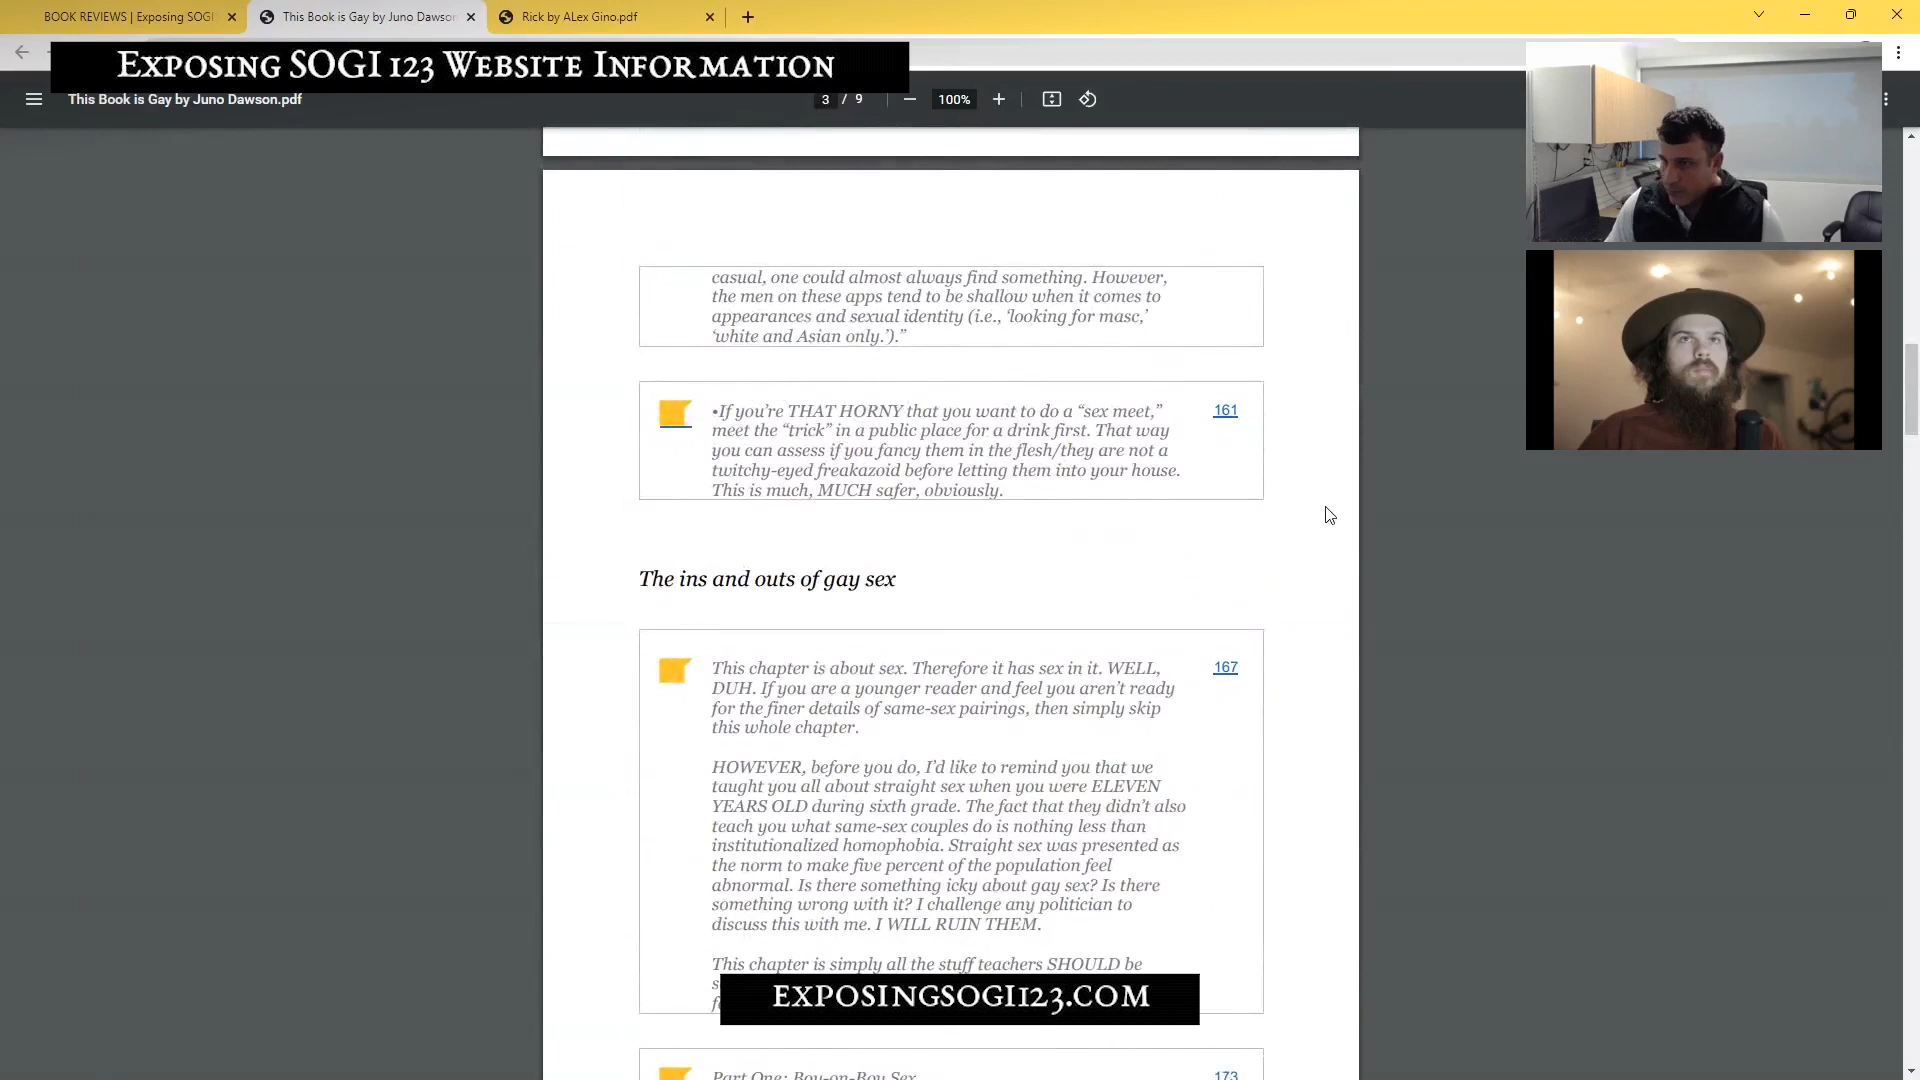 BOOK REVIEWS | Exposing SOGI
This Book is Gay by Juno Dawson
Rick by ALex Gino.pdf
Exposing SOGI 123 Website Information
This Book is Gay by Juno Dawson.pdf
3 / 9
100%
casual, one could almost always find something. However,
the men on these apps tend to be shallow when it comes to
appearances and sexual identity (i.e., ‘looking for masc,’
‘white and Asian only.’).”
•If you’re THAT HORNY that you want to do a “sex meet,”
161
meet the “trick” in a public place for a drink first. That way
you can assess if you fancy them in the flesh/they are not a
twitchy-eyed freakazoid before letting them into your house.
This is much, MUCH safer, obviously.
The ins and outs of gay sex
This chapter is about sex. Therefore it has sex in it. WELL,
167
DUH. If you are a younger reader and feel you aren’t ready
for the finer details of same-sex pairings, then simply skip
this whole chapter.
HOWEVER, before you do, I’d like to remind you that we
taught you all about straight sex when you were ELEVEN
YEARS OLD during sixth grade. The fact that they didn’t also
teach you what same-sex couples do is nothing less than
institutionalized homophobia. Straight sex was presented as
the norm to make five percent of the population feel
abnormal. Is there something icky about gay sex? Is there
something wrong with it? I challenge any politician to
discuss this with me. I WILL RUIN THEM.
This chapter is simply all the stuff teachers SHOULD be
EXPOSINGSOGI123.COM
Part One: Boy-on-Boy Sex
173